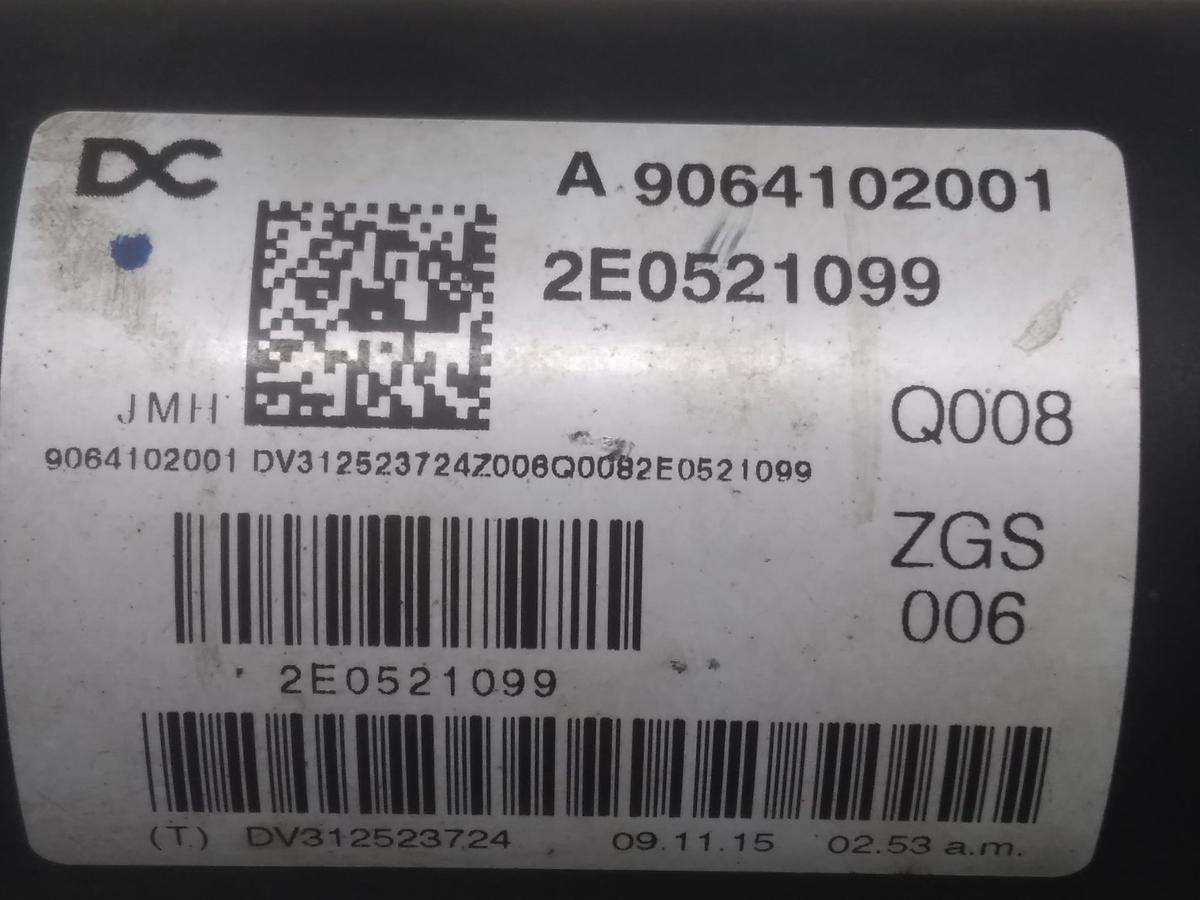 DC
A 9064102001
2E0521099
JMH
Q008
9064102001 DV312523724Z006Q0082E0521099
ZGS
006
2E0521099
(T) DV312523724 09.11.15 02.53 a.m.